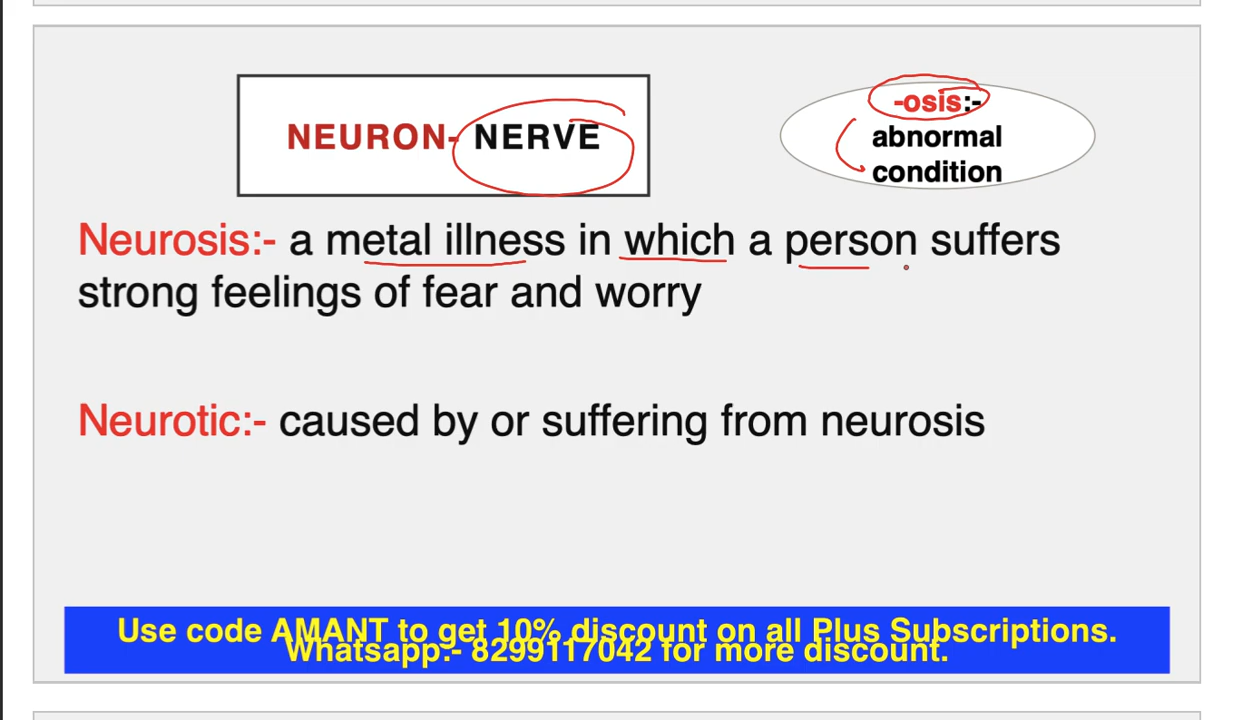 NEURON- NERVE
-osis:-
abnormal
condition
Neurosis:- a metal illness in which a person suffers
strong feelings of fear and worry
Neurotic:- caused by or suffering from neurosis
Use code AMANT to get 10% discount on all Plus Subscriptions.
Whatsapp:- 8299117042 for more discount.